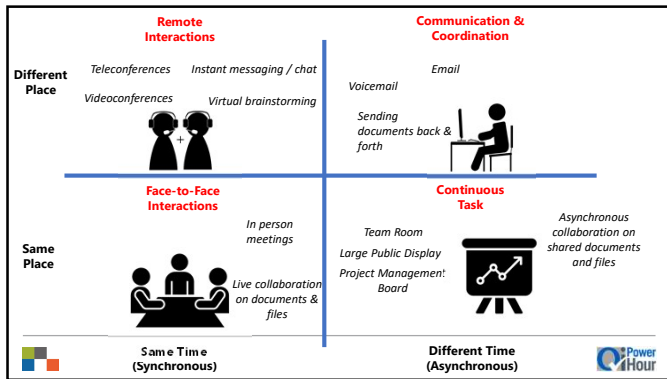 Remote
Interactions
Communication &
Coordination
Different
Place
Teleconferences
Instant messaging / chat
Videoconferences
Virtual brainstorming
+
Email
Voicemail
Sending
documents back &
forth
Face-to-Face
Interactions
Continuous
Task
Same
Place
In person
meetings
Live collaboration
on documents &
files
Team Room
Large Public Display
Project Management
Board
Asynchronous
collaboration on
shared documents
and files
Same Time
(Synchronous)
Different Time
(Asynchronous)
QI Power
Hour